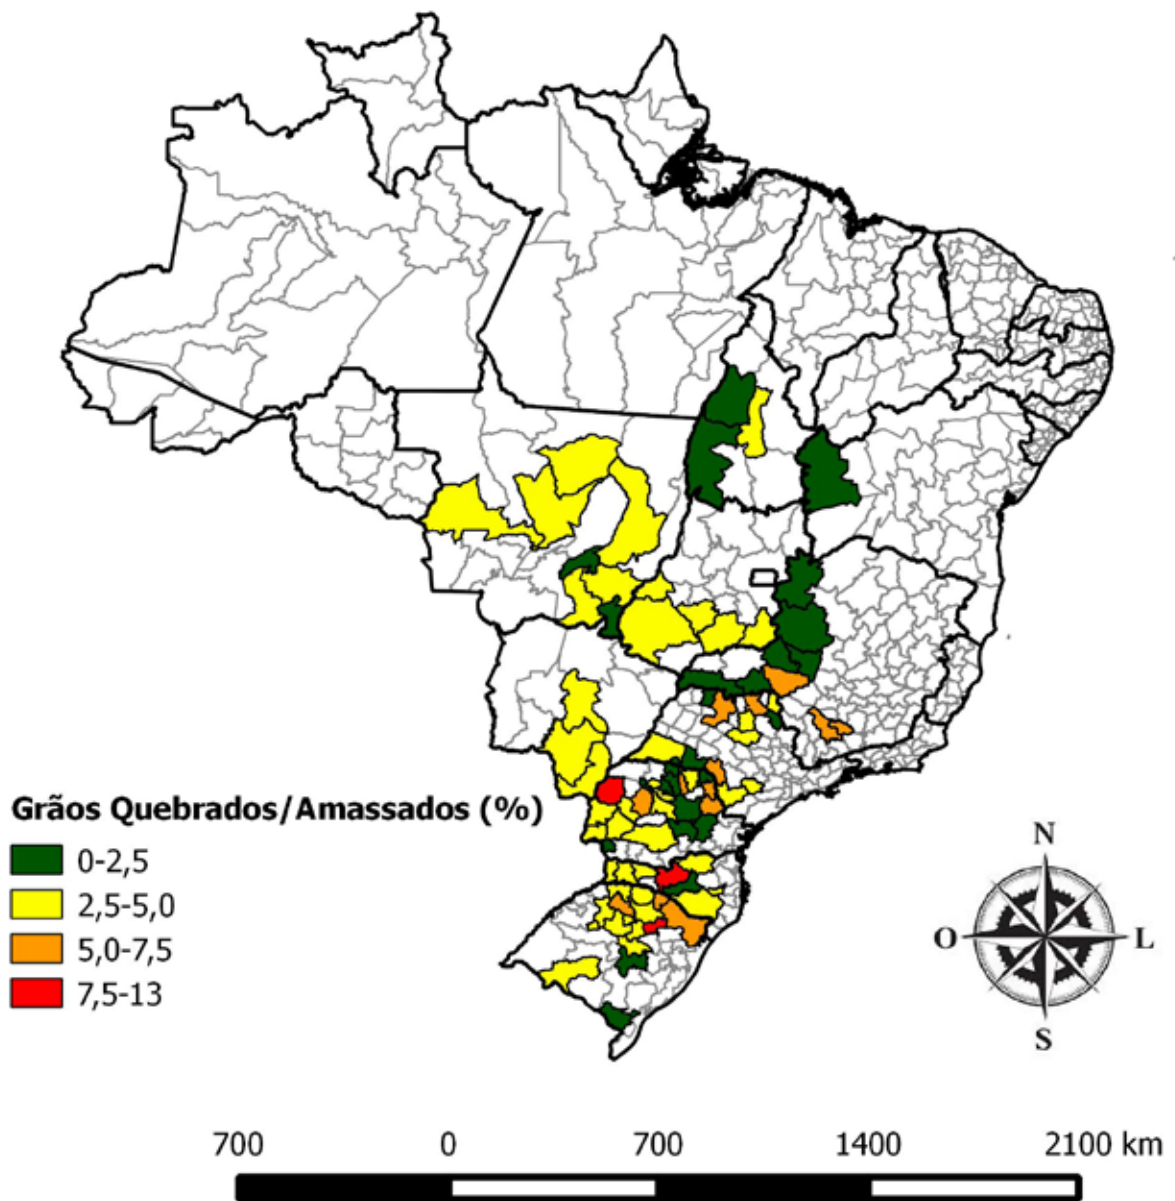 Grãos Quebrados/Amassados (%)
0-2,5
2,5-5,0
5,0-7,5
7,5-13
N
O
L
S
700 0 700 1400 2100 km